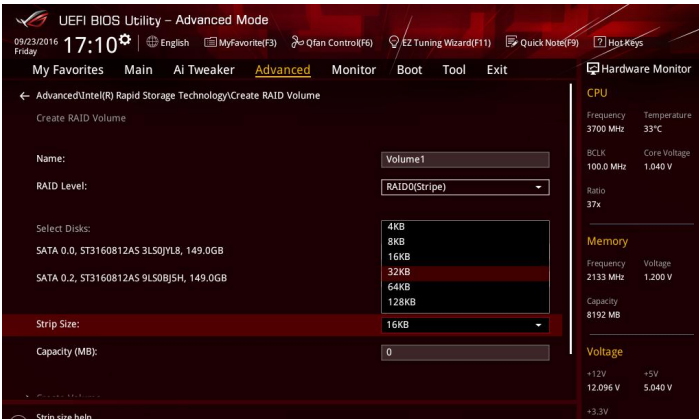 UEFI BIOS Utility – Advanced Mode
09/23/2016 Friday 17:10 English MyFavorite(F3) Qfan Control(F6) EZ Tuning Wizard(F11) Quick Note(F9) Hot Keys
My Favorites Main Ai Tweaker Advanced Monitor Boot Tool Exit
Hardware Monitor
← Advanced\Intel(R) Rapid Storage Technology\Create RAID Volume
Create RAID Volume
Name: Volume1
RAID Level: RAID0(Stripe)
Select Disks:
SATA 0.0, ST3160812AS 3LS0JYL8, 149.0GB
SATA 0.2, ST3160812AS 9LS0BJ5H, 149.0GB
4KB
8KB
16KB
32KB
64KB
128KB
Strip Size: 16KB
Capacity (MB): 0
> Create Volume
Strip size help
CPU
Frequency Temperature
3700 MHz 33°C
BCLK Core Voltage
100.0 MHz 1.040 V
Ratio
37x
Memory
Frequency Voltage
2133 MHz 1.200 V
Capacity
8192 MB
Voltage
+12V +5V
12.096 V 5.040 V
+3.3V